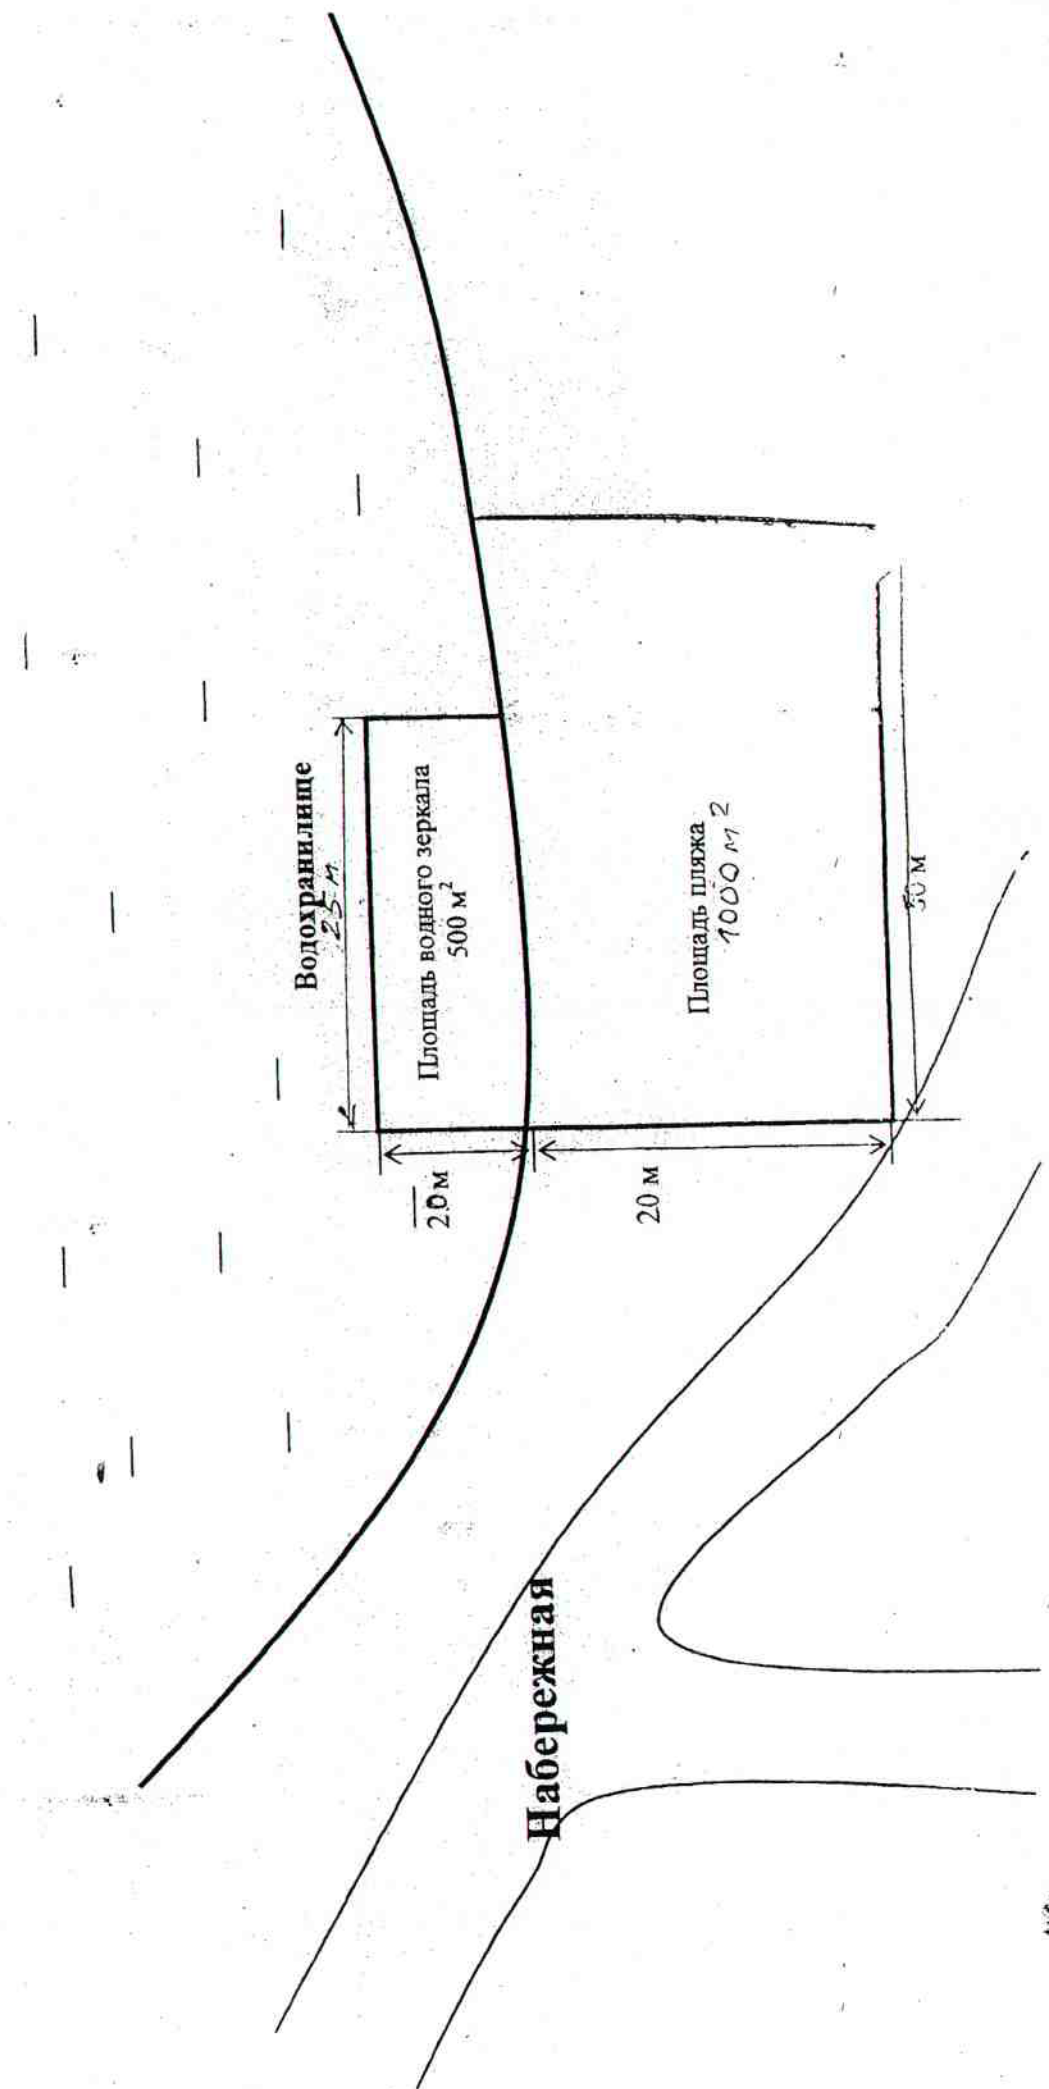 Водохранилище
25 м
Площадь водного зеркала
500 м²
20 м
20 м
Площадь пляжа
1000 м²
50 м
Набережная